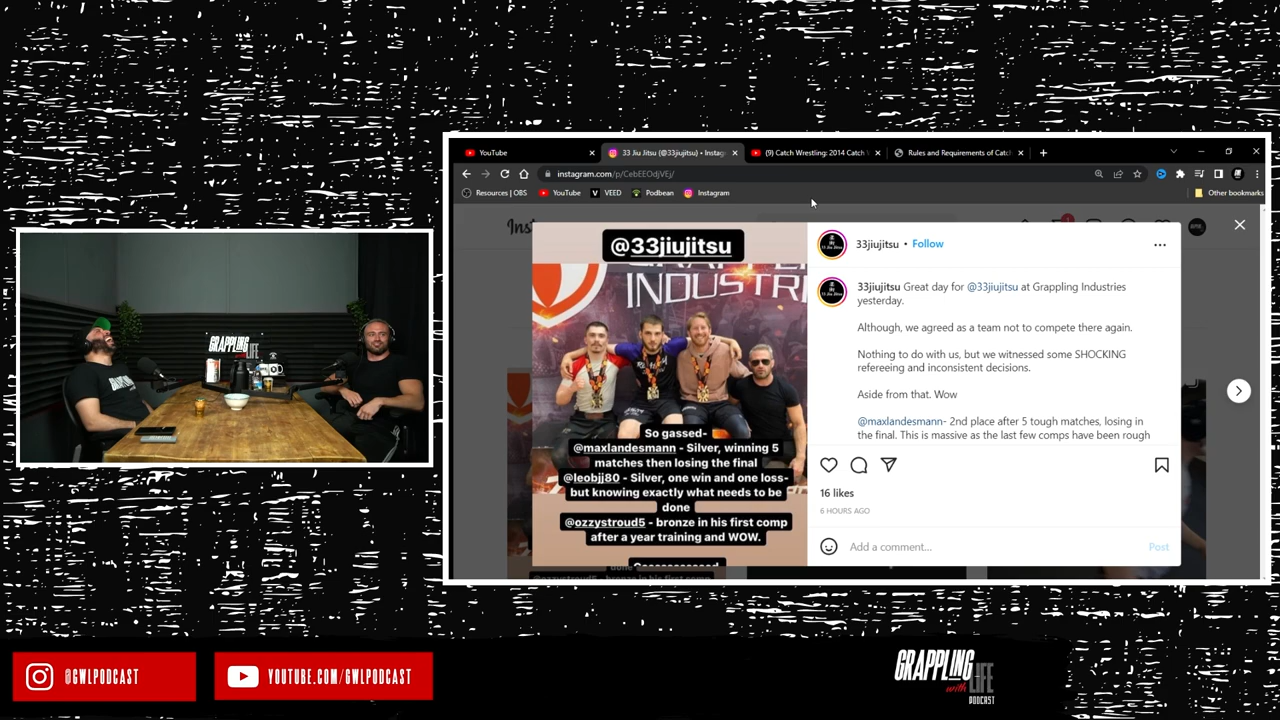 YouTube
33 Jiu Jitsu (@33jiujitsu) • Instag
(9) Catch Wrestling: 2014 Catch
Rules and Requirements of Catc
instagram.com/p/CebEEOdjVEj/
Resources | OBS
YouTube
VEED
Podbean
Instagram
Other bookmarks
@33jiujitsu
INDUSTRI
33jiujitsu • Follow
33jiujitsu Great day for @33jiujitsu at Grappling Industries
yesterday.
Although, we agreed as a team not to compete there again.
Nothing to do with us, but we witnessed some SHOCKING
refereeing and inconsistent decisions.
Aside from that. Wow
@maxlandesmann- 2nd place after 5 tough matches, losing in
the final. This is massive as the last few comps have been rough
So gassed-
@maxlandesmann - Silver, winning 5
matches then losing the final
@leobjj80 - Silver, one win and one loss-
but knowing exactly what needs to be
done
@ozzystroud5 - bronze in his first comp
after a year training and WOW.
16 likes
6 HOURS AGO
Add a comment...
Post
GRAPPLING
LIFE
@GWLPODCAST
YOUTUBE.COM/GWLPODCAST
GRAPPLING
with LIFE
PODCAST